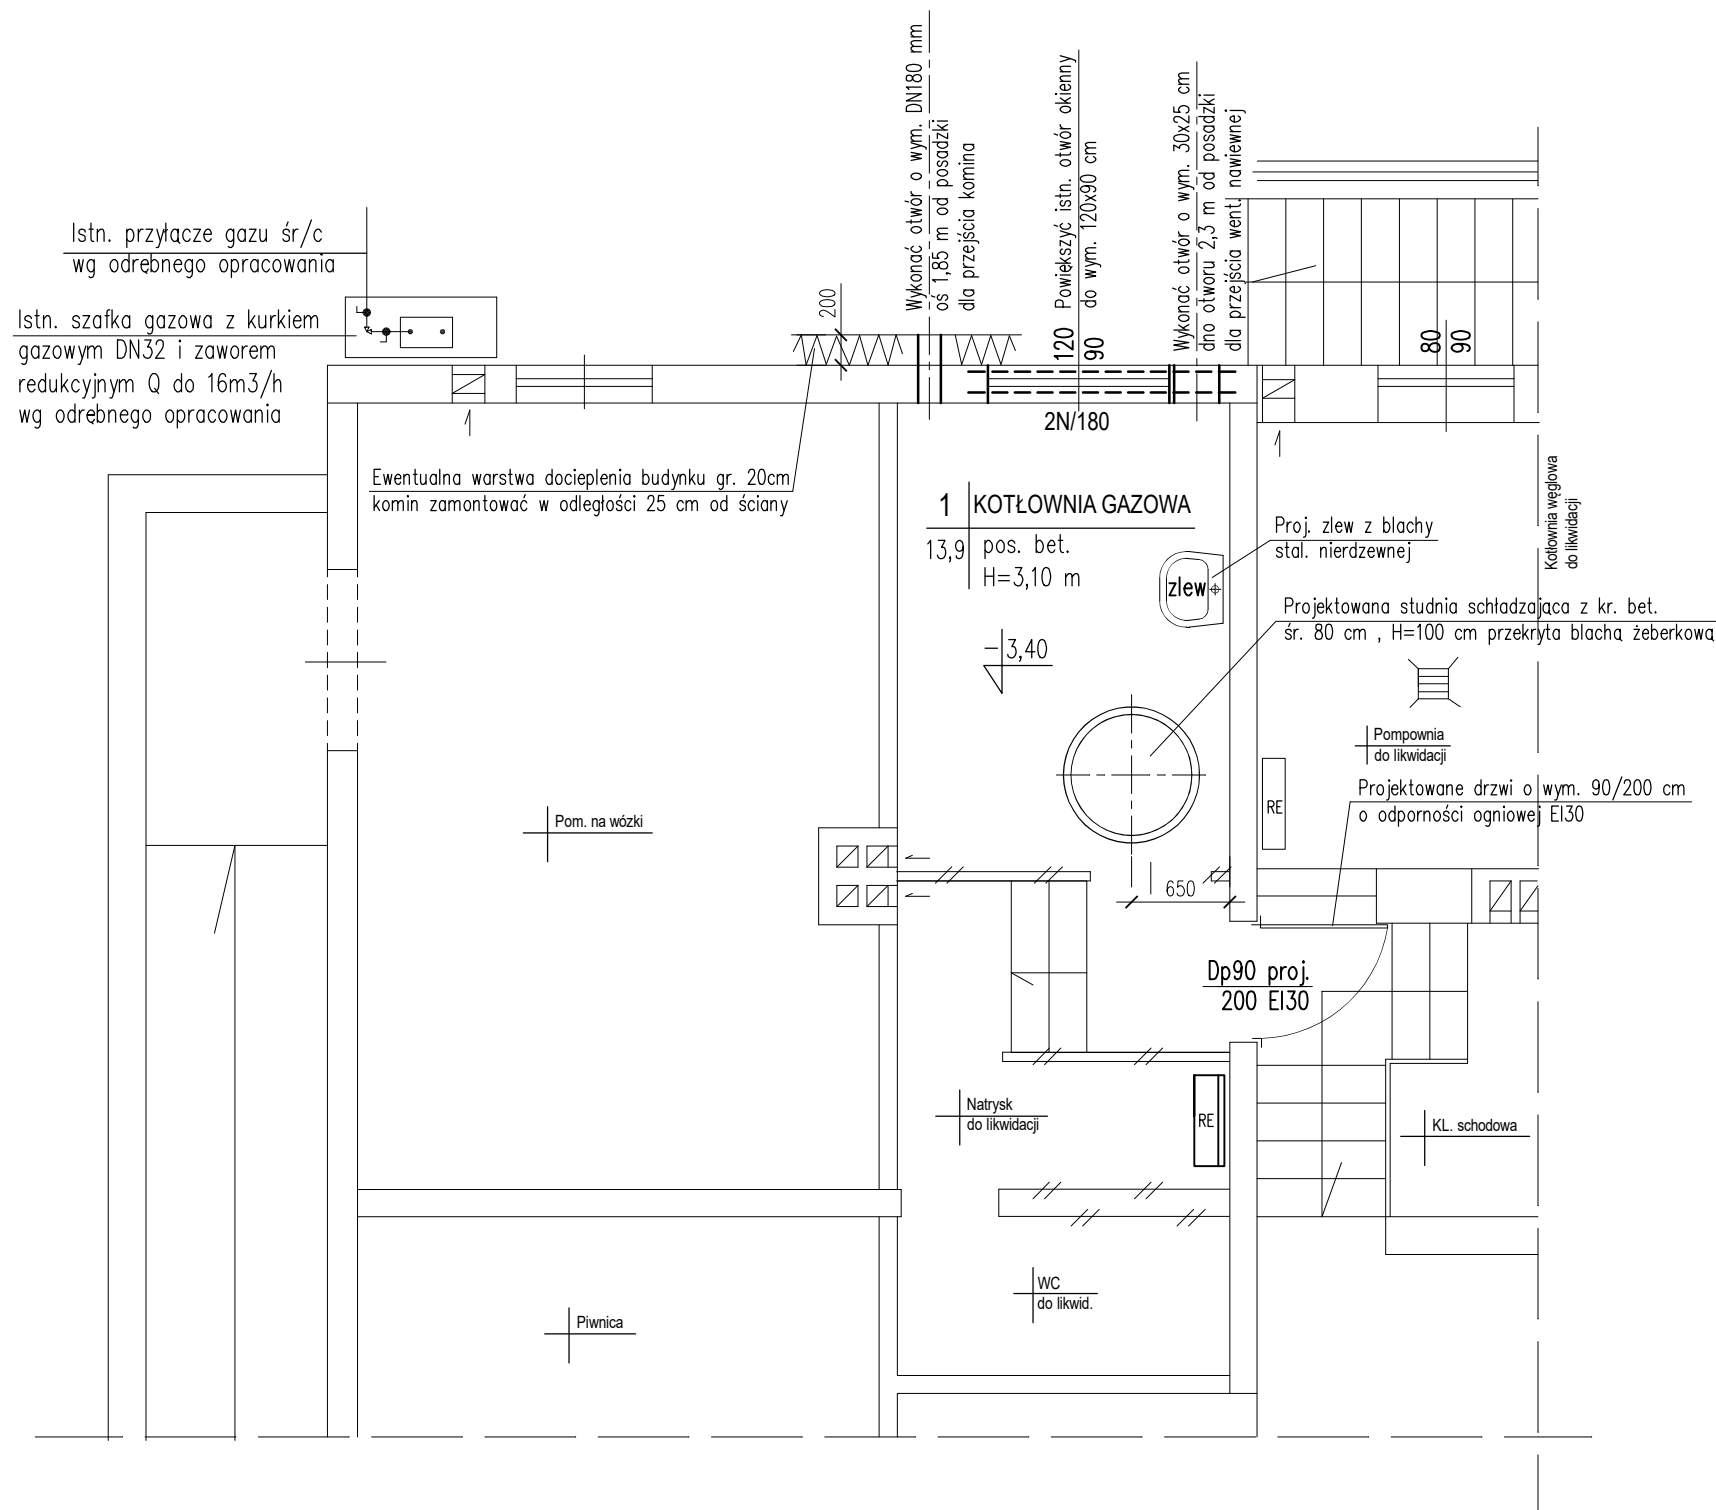 Wykonać otwór o wym. DN180 mm
oś 1,85 m od posadzki
dla przejścia komina
Powiększyć istn. otwór okienny
do wym. 120x90 cm
120
90
Wykonać otwór o wym. 30x25 cm
dno otworu 2,3 m od posadzki
dla przejścia went. nawiewnej
Istn. przyłącze gazu śr/c
wg odrębnego opracowania
Istn. szafka gazowa z kurkiem
gazowym DN32 i zaworem
redukcyjnym Q do 16m3/h
wg odrębnego opracowania
200
80
90
2N/180
1
1
Ewentualna warstwa docieplenia budynku gr. 20cm
komin zamontować w odległości 25 cm od ściany
1 KOTŁOWNIA GAZOWA
13,9 pos. bet.
H=3,10 m
Kotłownia węglowa
do likwidacji
Proj. zlew z blachy
stal. nierdzewnej
zlew
Projektowana studnia schładzająca z kr. bet.
śr. 80 cm , H=100 cm przekryta blachą żeberkową
- 3,40
Pompownia
do likwidacji
Projektowane drzwi o wym. 90/200 cm
o odporności ogniowej EI30
RE
Pom. na wózki
650
Dp90 proj.
200 EI30
Natrysk
do likwidacji
RE
KL. schodowa
WC
do likwid.
Piwnica